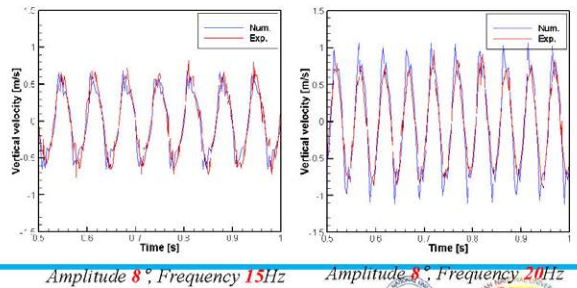 Num.
Exp.
Vertical velocity [m/s]
1.5
1
0.5
0
-0.5
-1
-1.5
0.5
0.6
0.7
0.8
0.9
1
Time [s]
Num.
Exp.
Vertical velocity [m/s]
1.5
1
0.5
0
-0.5
-1
-1.5
0.5
0.6
0.7
0.8
0.9
1
Time [s]
Amplitude 8°, Frequency 15Hz
Amplitude 8°, Frequency 20Hz